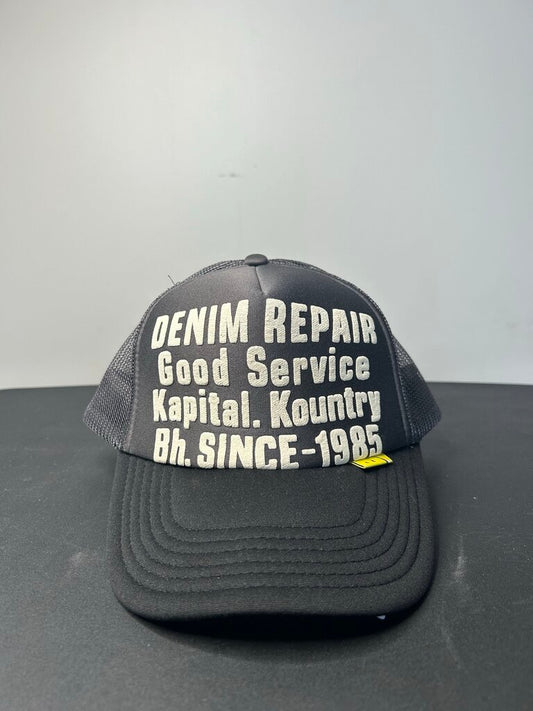 DENIM REPAIR
Good Service
Kapital. Kountry
Bh. SINCE-1985